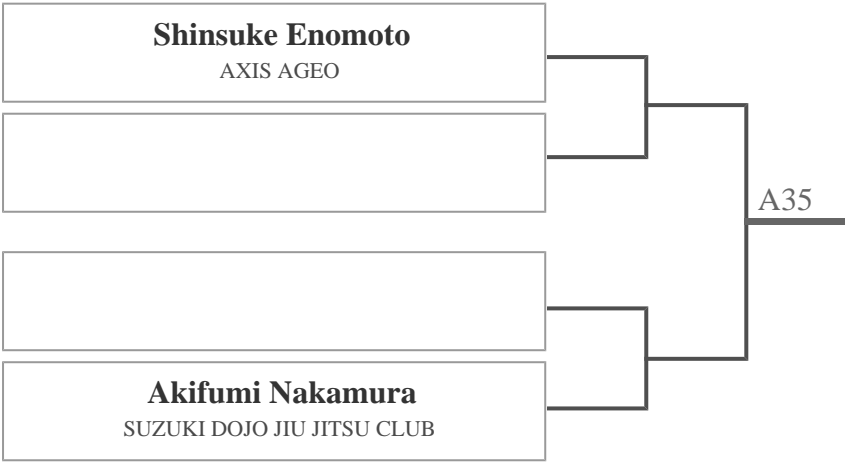 Shinsuke Enomoto
AXIS AGEO
A35
Akifumi Nakamura
SUZUKI DOJO JIU JITSU CLUB